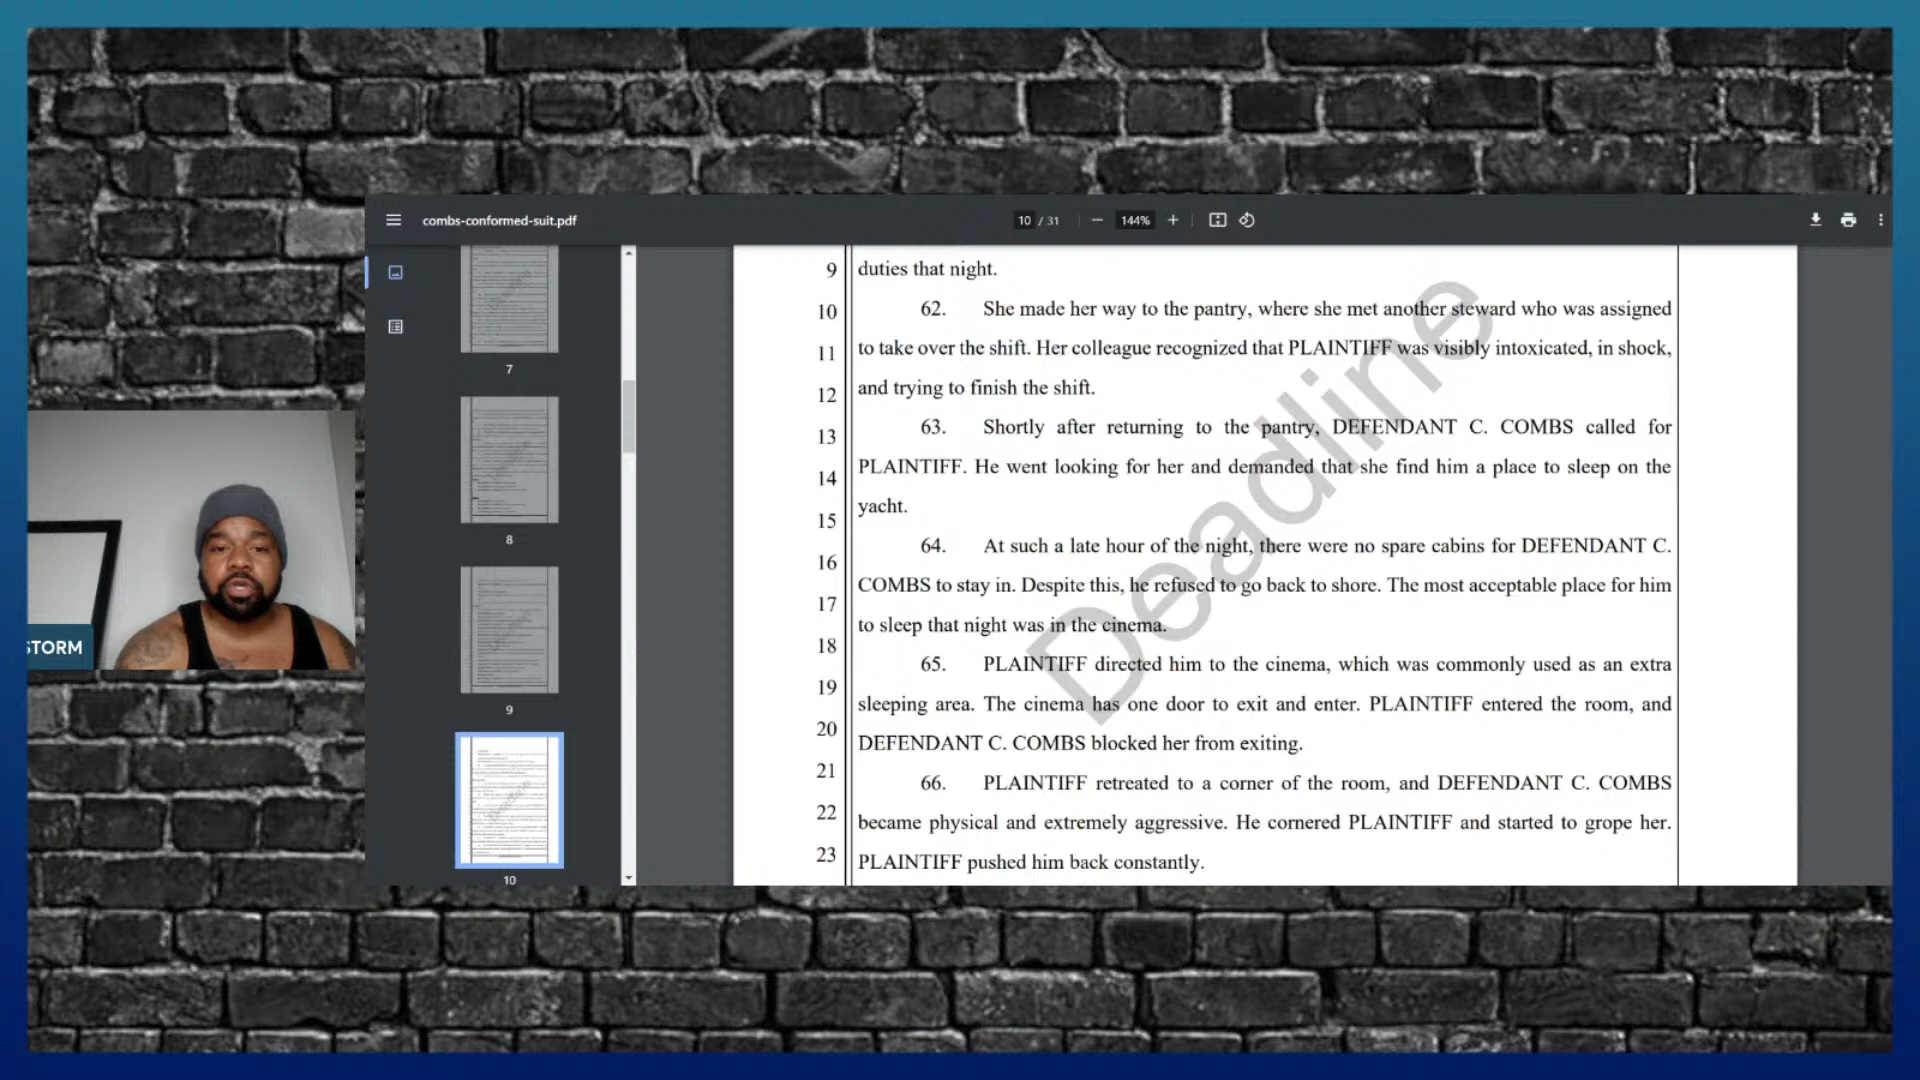 combs-conformed-suit.pdf
10 / 31
144%
7
8
9
10
STORM
9 duties that night.
10 62. She made her way to the pantry, where she met another steward who was assigned
11 to take over the shift. Her colleague recognized that PLAINTIFF was visibly intoxicated, in shock,
12 and trying to finish the shift.
13 63. Shortly after returning to the pantry, DEFENDANT C. COMBS called for
14 PLAINTIFF. He went looking for her and demanded that she find him a place to sleep on the
15 yacht.
16 64. At such a late hour of the night, there were no spare cabins for DEFENDANT C.
17 COMBS to stay in. Despite this, he refused to go back to shore. The most acceptable place for him
18 to sleep that night was in the cinema.
19 65. PLAINTIFF directed him to the cinema, which was commonly used as an extra
20 sleeping area. The cinema has one door to exit and enter. PLAINTIFF entered the room, and
21 DEFENDANT C. COMBS blocked her from exiting.
22 66. PLAINTIFF retreated to a corner of the room, and DEFENDANT C. COMBS
23 became physical and extremely aggressive. He cornered PLAINTIFF and started to grope her.
PLAINTIFF pushed him back constantly.
Deadline